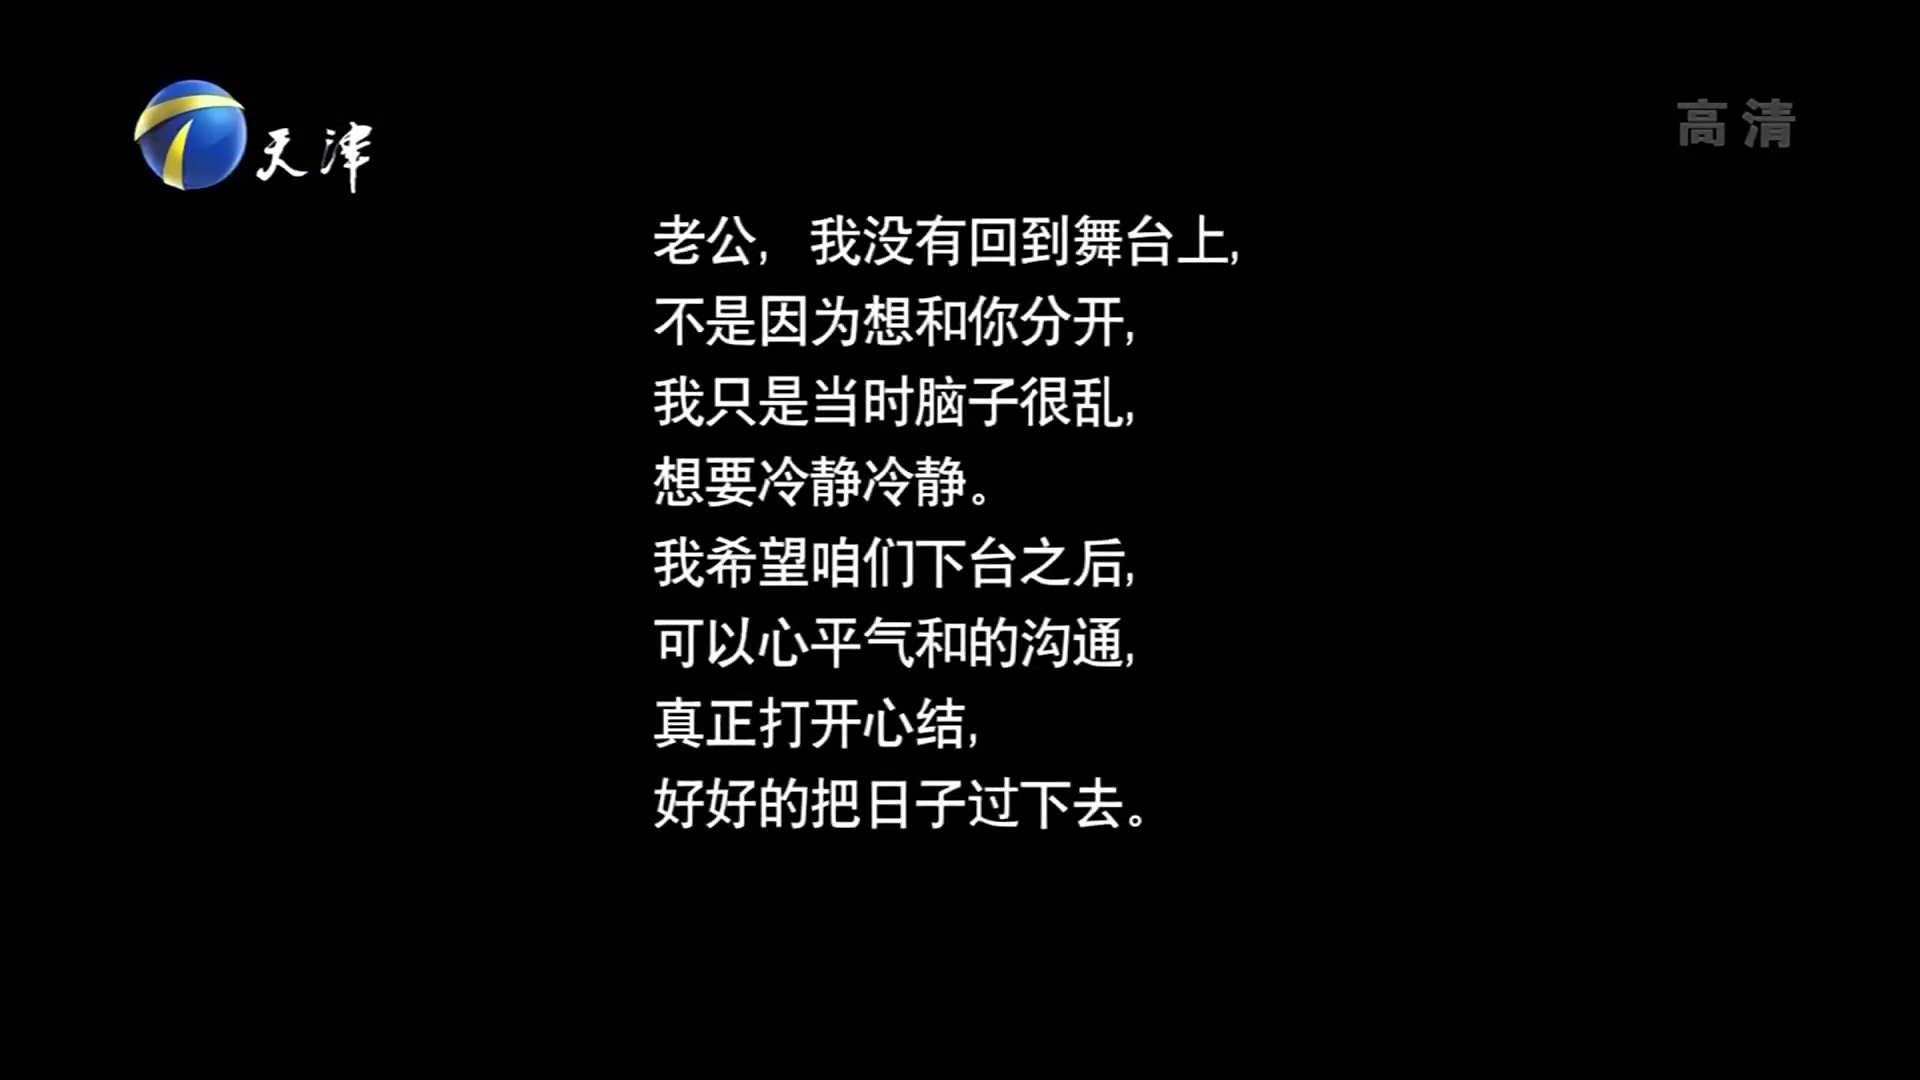 天津
高清
老公, 我没有回到舞台上,
不是因为想和你分开,
我只是当时脑子很乱,
想要冷静冷静。
我希望咱们下台之后,
可以心平气和的沟通,
真正打开心结,
好好的把日子过下去。